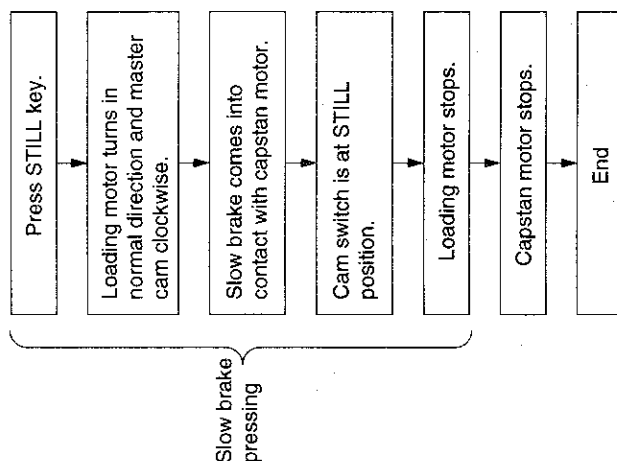 Press STILL key.
Loading motor turns in
normal direction and master
cam clockwise.
Slow brake comes into
contact with capstan motor.
Cam switch is at STILL
position.
Loading motor stops.
Capstan motor stops.
End
Slow brake
pressing